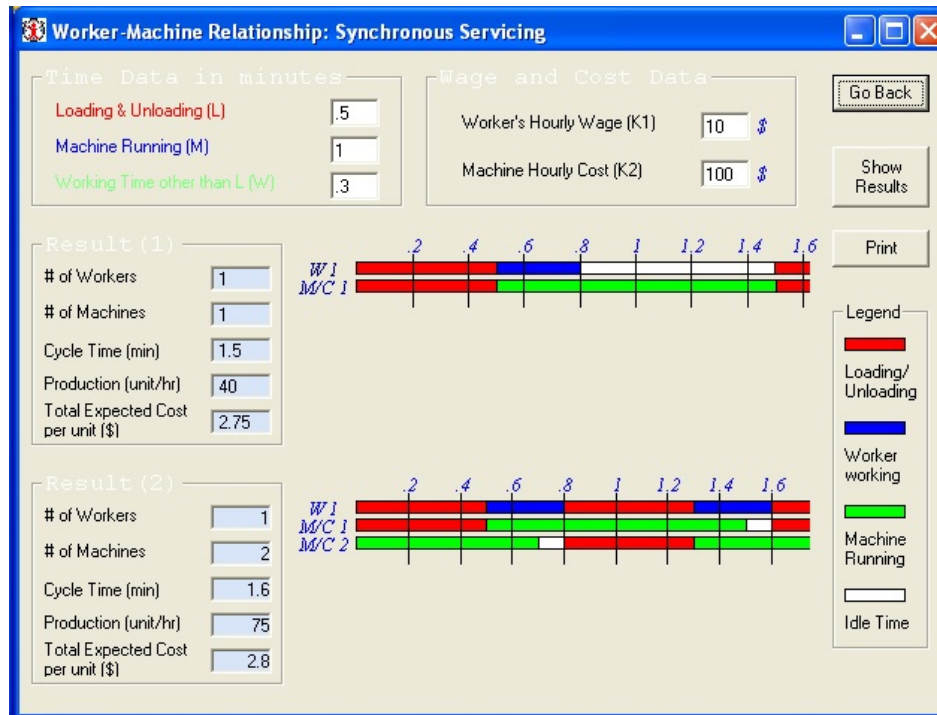 Worker-Machine Relationship: Synchronous Servicing
Time Data in minutes
Loading & Unloading (L)
.5
Machine Running (M)
1
Working Time other than L (W)
.3
Wage and Cost Data
Worker's Hourly Wage (K1)
10 $
Machine Hourly Cost (K2)
100 $
Go Back
Show
Results
Print
Result(1)
# of Workers
1
# of Machines
1
Cycle Time (min)
1.5
Production (unit/hr)
40
Total Expected Cost
per unit ($)
2.75
.2 .4 .6 .8 1 1.2 1.4 1.6
W 1
M/C 1
Legend
Loading/
Unloading
Worker
working
Machine
Running
Idle Time
Result(2)
# of Workers
1
# of Machines
2
Cycle Time (min)
1.6
Production (unit/hr)
75
Total Expected Cost
per unit ($)
2.8
.2 .4 .6 .8 1 1.2 1.4 1.6
W 1
M/C 1
M/C 2